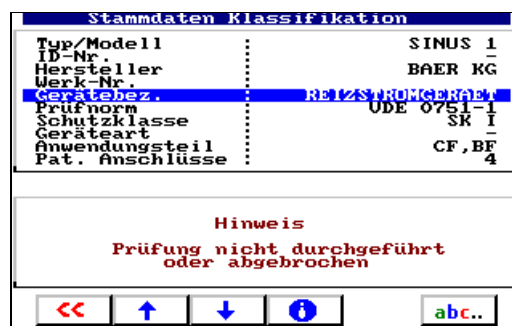 Stammdaten Klassifikation
Typ/Modell : SINUS 1
ID-Nr. : –
Hersteller : BAER KG
Werk-Nr. :
Gerätebez. : REIZSTROMGERAET
Prüfnorm : VDE 0751-1
Schutzklasse : SK I
Geräteart : –
Anwendungsteil : CF,BF
Pat. Anschlüsse : 4
Hinweis
Prüfung nicht durchgeführt
oder abgebrochen
<< ↑ ↓ i abc..